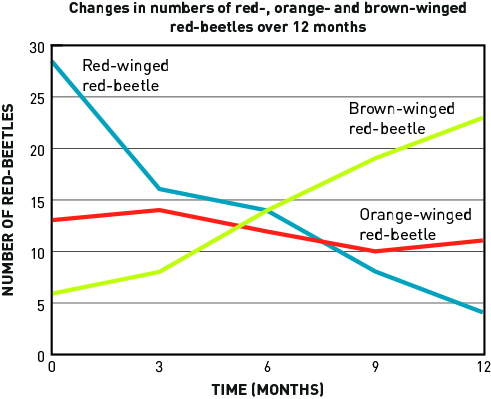 Changes in numbers of red-, orange- and brown-winged
red-beetles over 12 months
NUMBER OF RED-BEETLES
30
25
20
15
10
5
0
Red-winged
red-beetle
Brown-winged
red-beetle
Orange-winged
red-beetle
0 3 6 9 12
TIME (MONTHS)